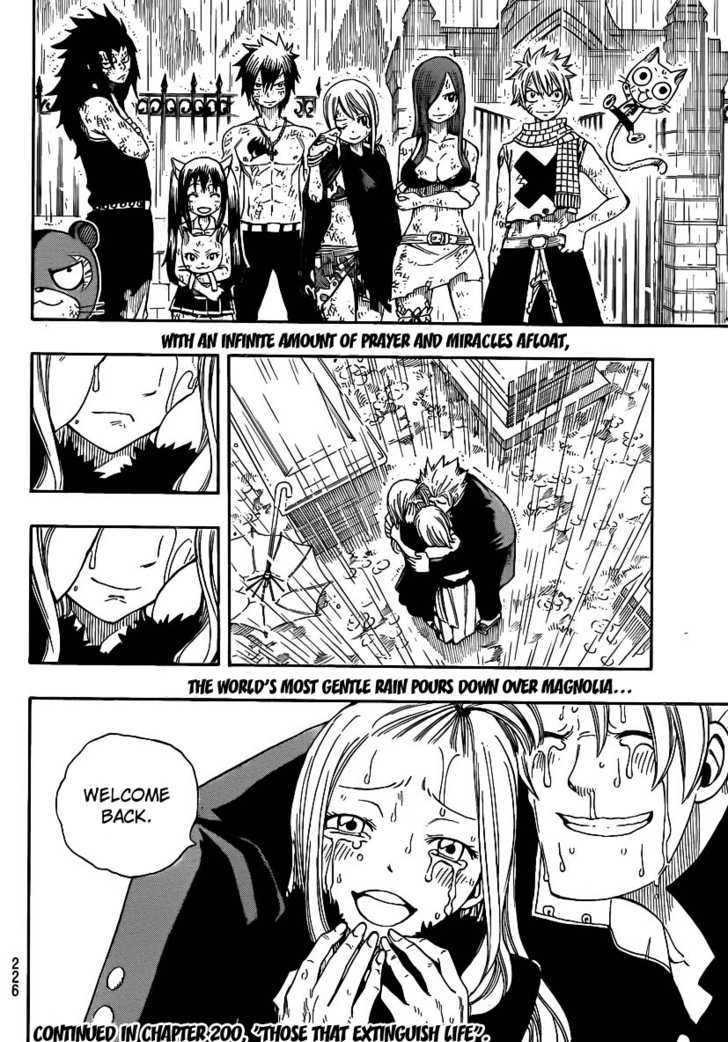 WITH AN INFINITE AMOUNT OF PRAYER AND MIRACLES AFLOAT,
THE WORLD'S MOST GENTLE RAIN POURS DOWN OVER MAGNOLIA...
WELCOME
BACK.
226
CONTINUED IN CHAPTER 200, "THOSE THAT EXTINGUISH LIFE".